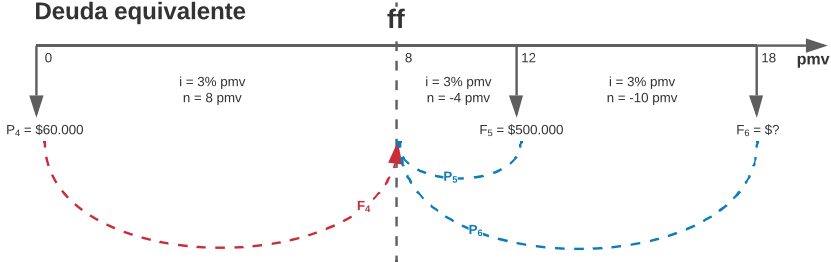 Deuda equivalente
ff
0
8
12
18
pmv
i = 3% pmv
n = 8 pmv
i = 3% pmv
n = -4 pmv
i = 3% pmv
n = -10 pmv
P₄ = $60.000
F₅ = $500.000
F₆ = $?
P₅
F₄
P₆